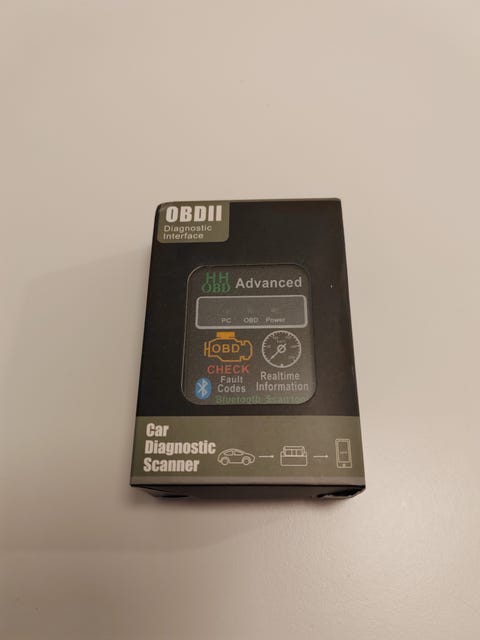 OBDII
Diagnostic
Interface
HH
OBD
Advanced
PC OBD Power
OBD
CHECK
Fault
Codes
Realtime
Information
Bluetooth-Scantool
Car
Diagnostic
Scanner